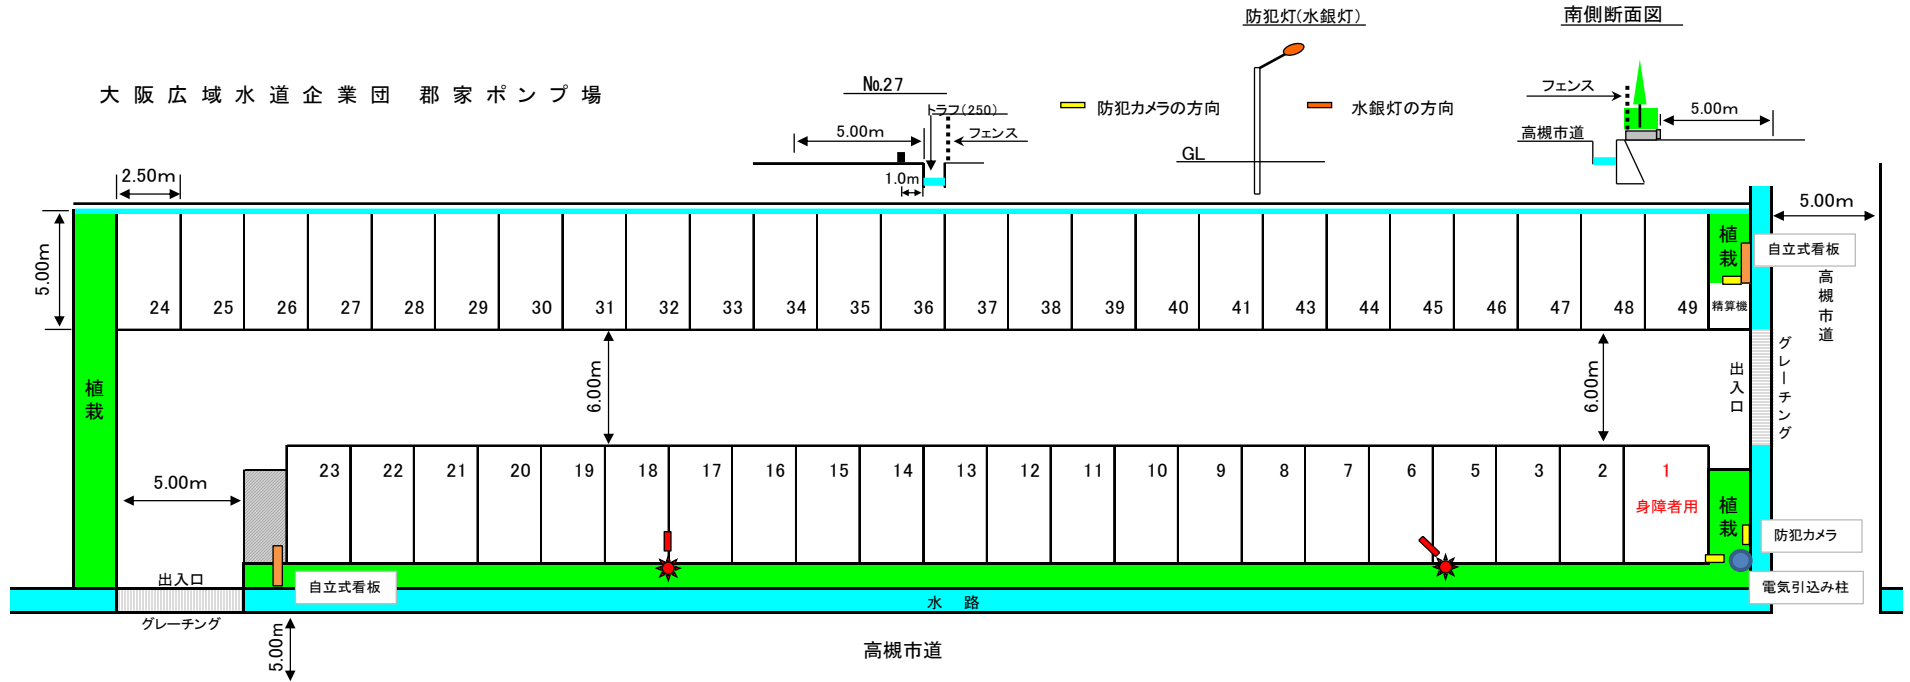 防犯灯(水銀灯)
南側断面図
大阪広域水道企業団 郡家ポンプ場
No.27
トラフ(250)
5.00m
フェンス
1.0m
防犯カメラの方向
水銀灯の方向
GL
フェンス
5.00m
高槻市道
2.50m
5.00m
5.00m
24 25 26 27 28 29 30 31 32 33 34 35 36 37 38 39 40 41 43 44 45 46 47 48 49
植栽
精算機
自立式看板
高槻市道
植栽
6.00m
6.00m
出入口
グレーチング
23 22 21 20 19 18 17 16 15 14 13 12 11 10 9 8 7 6 5 3 2 1
身障者用
植栽
5.00m
防犯カメラ
出入口
自立式看板
電気引込み柱
水路
グレーチング
5.00m
高槻市道